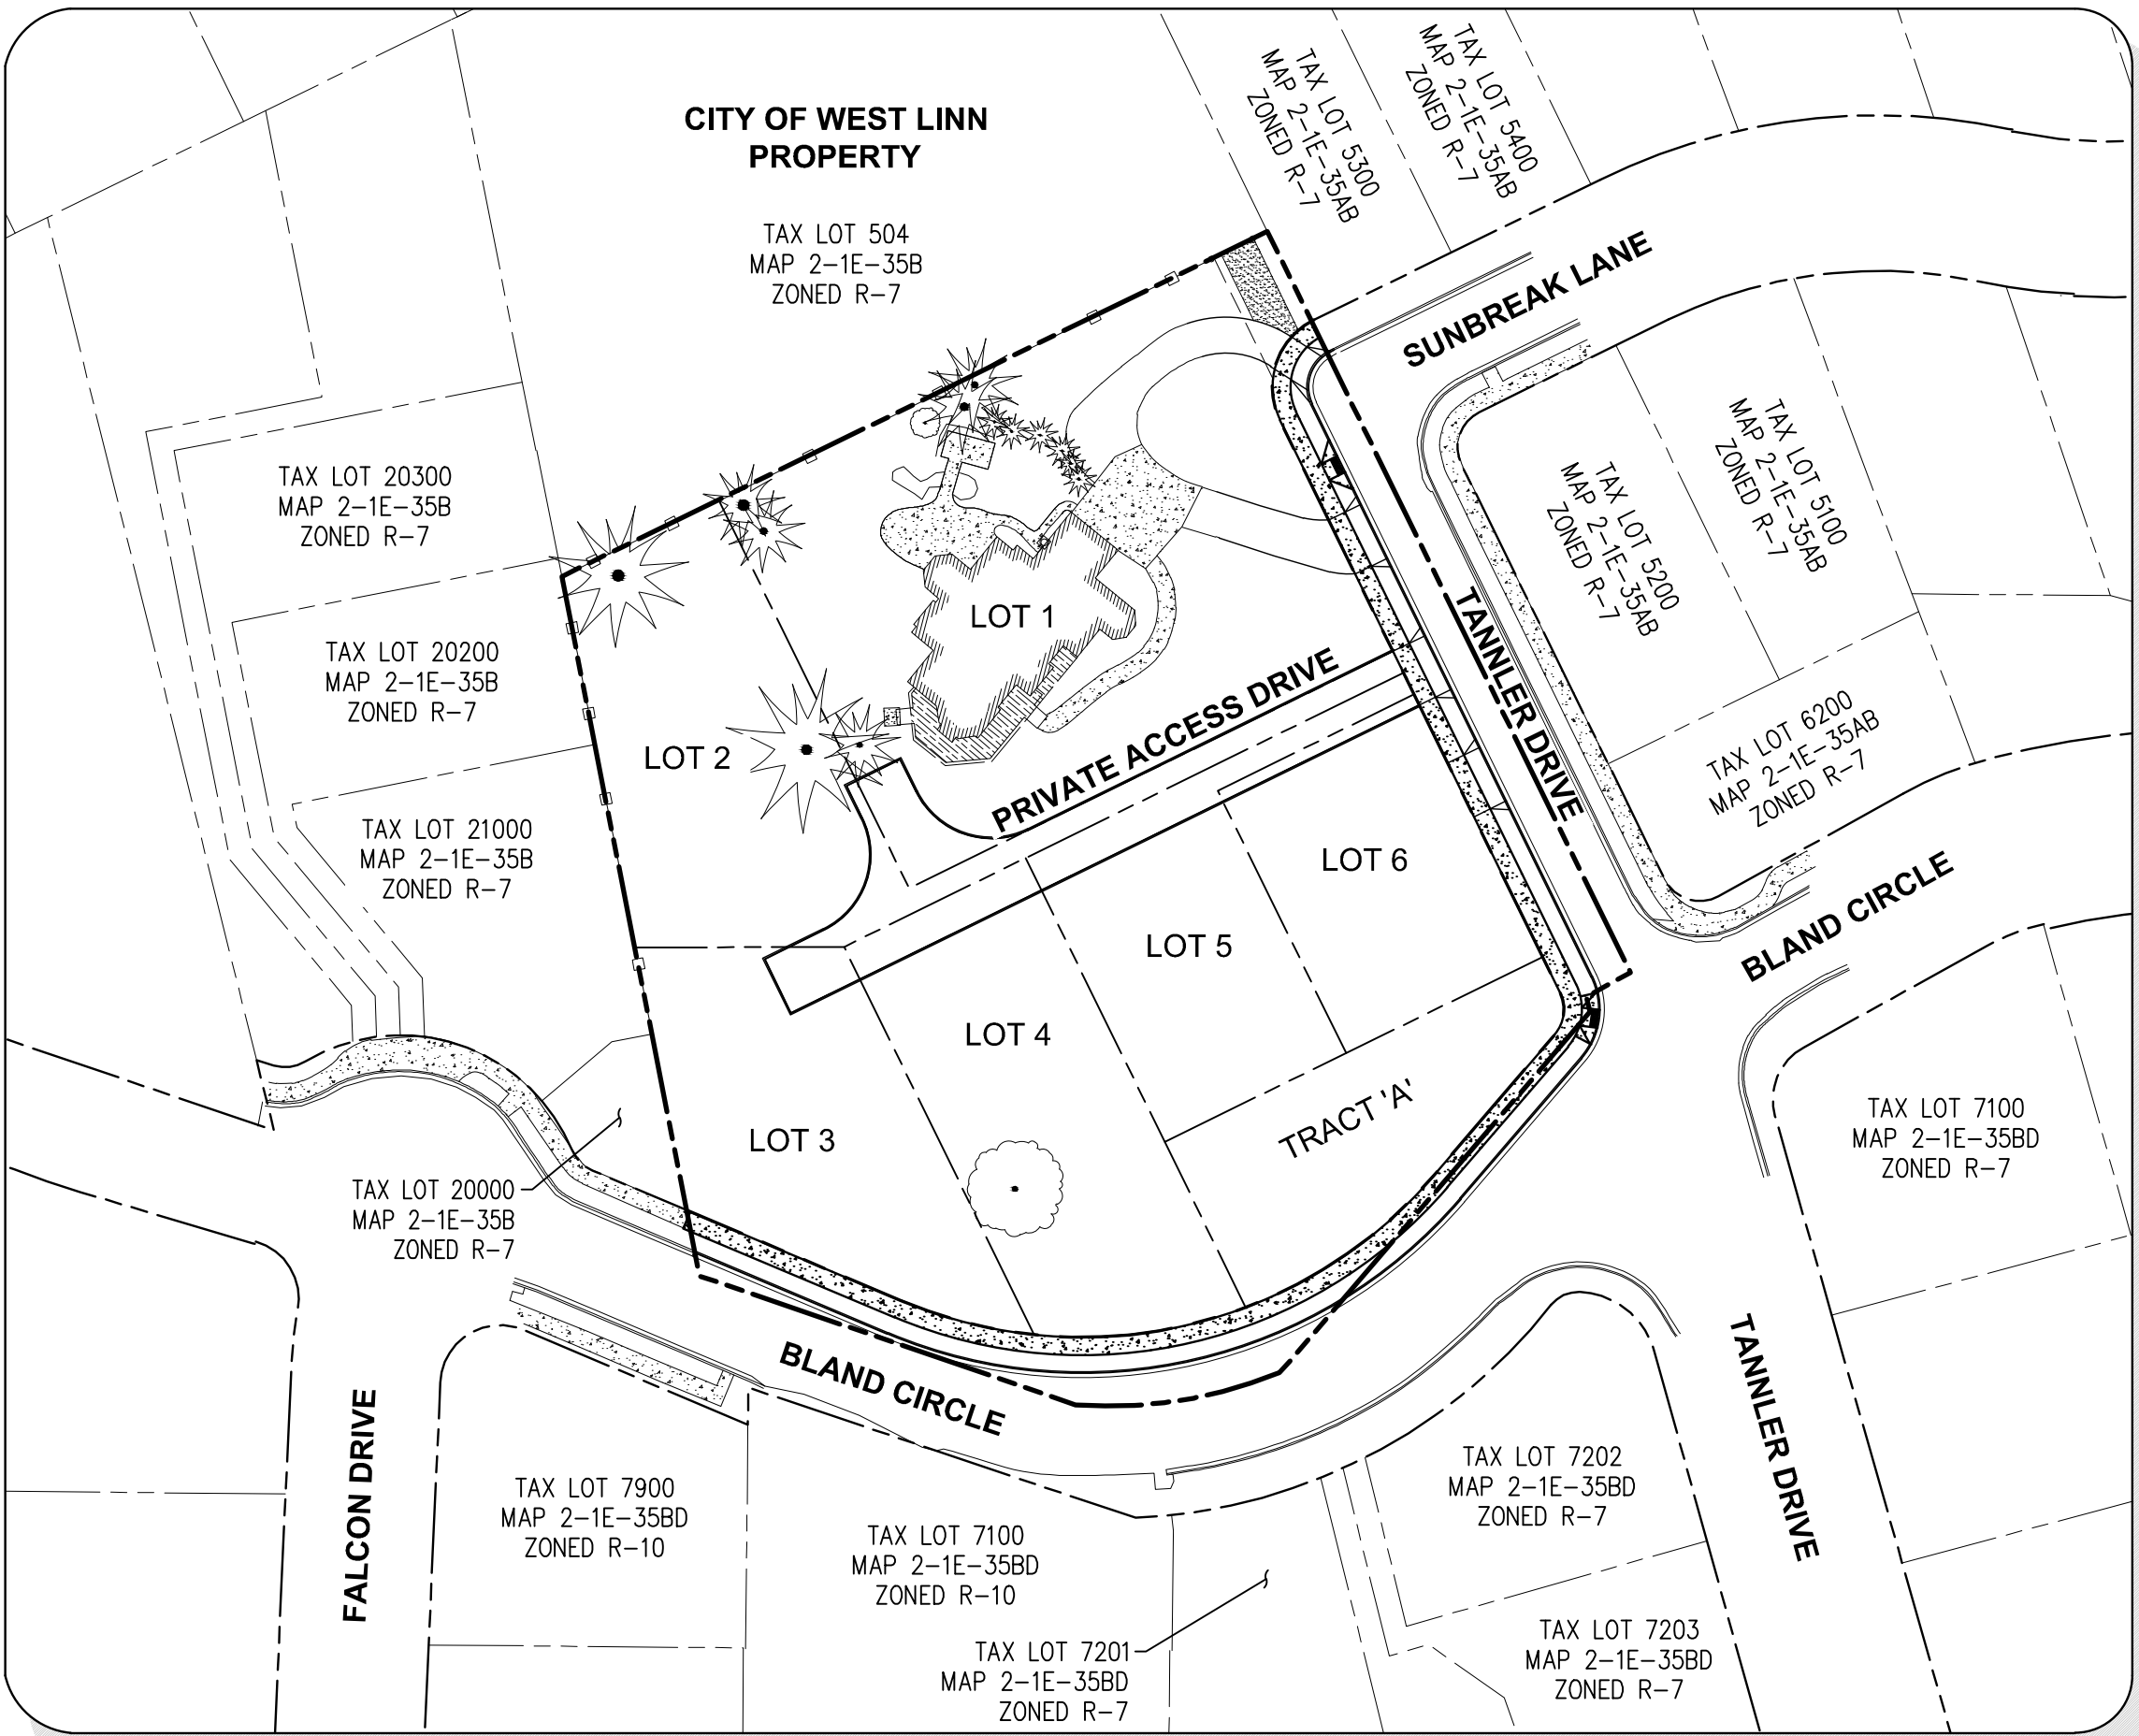 CITY OF WEST LINN
PROPERTY
TAX LOT 504
MAP 2-1E-35B
ZONED R-7
TAX LOT 5300
MAP 2-1E-35AB
ZONED R-7
TAX LOT 5400
MAP 2-1E-35AB
ZONED R-7
SUNBREAK LANE
TAX LOT 20300
MAP 2-1E-35B
ZONED R-7
TAX LOT 5100
MAP 2-1E-35AB
ZONED R-7
TAX LOT 5200
MAP 2-1E-35AB
ZONED R-7
LOT 1
TAX LOT 20200
MAP 2-1E-35B
ZONED R-7
TANNLER DRIVE
LOT 2
PRIVATE ACCESS DRIVE
TAX LOT 6200
MAP 2-1E-35AB
ZONED R-7
TAX LOT 21000
MAP 2-1E-35B
ZONED R-7
LOT 6
BLAND CIRCLE
LOT 5
LOT 4
LOT 3
TRACT 'A'
TAX LOT 7100
MAP 2-1E-35BD
ZONED R-7
TAX LOT 20000
MAP 2-1E-35B
ZONED R-7
BLAND CIRCLE
FALCON DRIVE
TANNLER DRIVE
TAX LOT 7900
MAP 2-1E-35BD
ZONED R-10
TAX LOT 7100
MAP 2-1E-35BD
ZONED R-10
TAX LOT 7202
MAP 2-1E-35BD
ZONED R-7
TAX LOT 7201
MAP 2-1E-35BD
ZONED R-7
TAX LOT 7203
MAP 2-1E-35BD
ZONED R-7